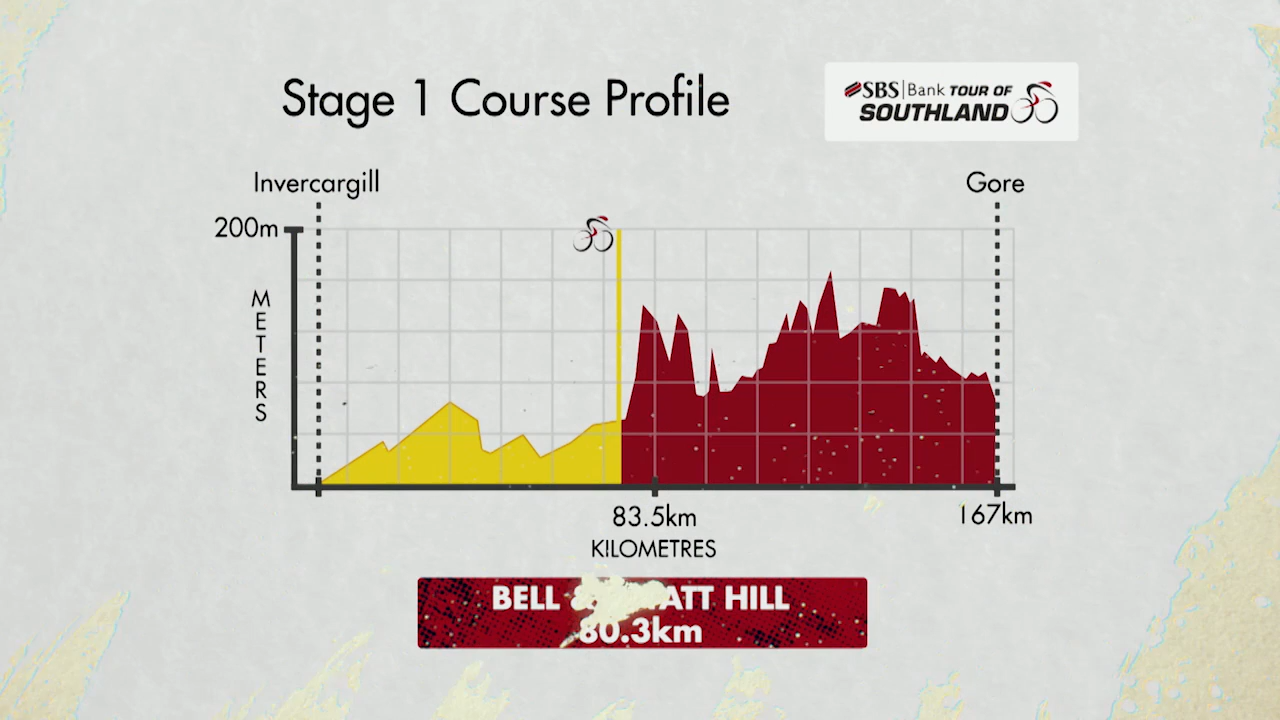 Stage 1 Course Profile
SBS Bank TOUR OF
SOUTHLAND
Invercargill
Gore
200m
METERS
83.5km
167km
KILOMETRES
BELL HILL
80.3km